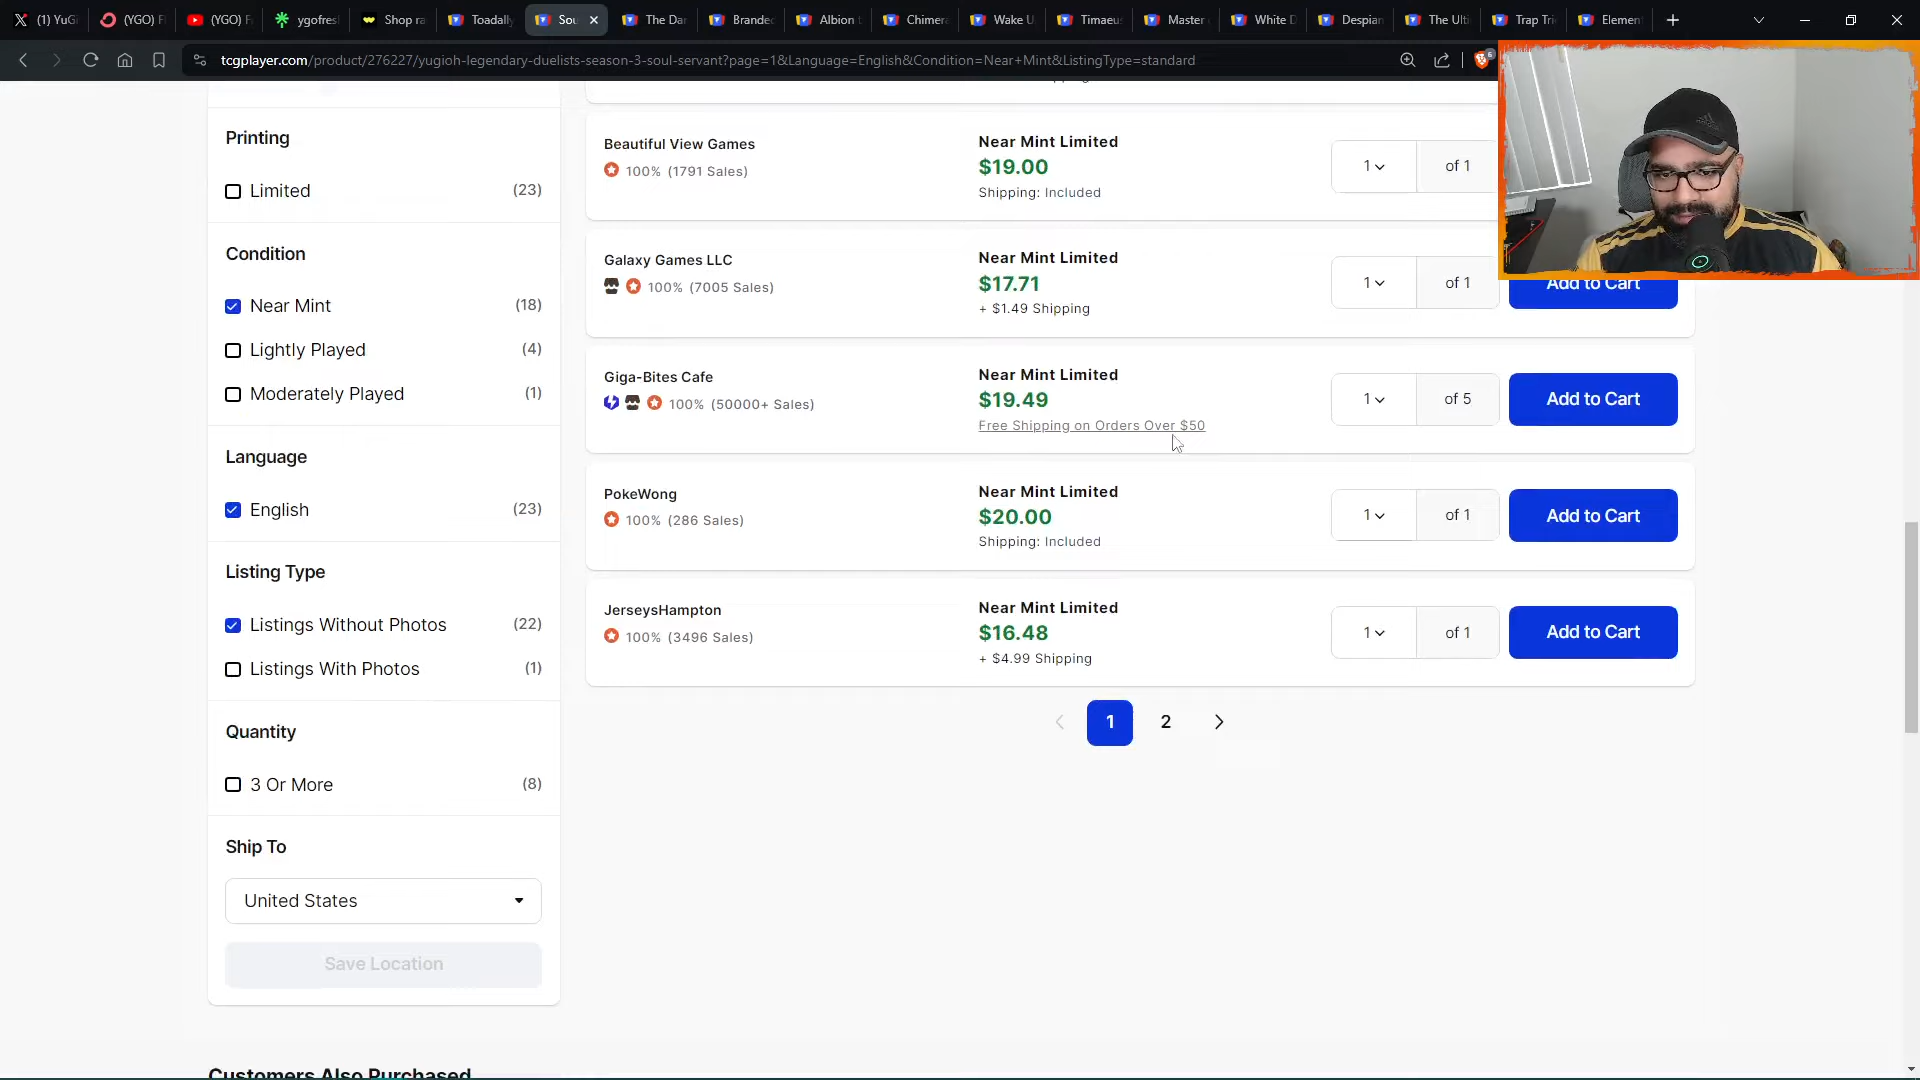 (1) YuGi
(YGO) F
(YGO) F
ygofres
Shop ra
Toadally
Sou
The Dar
Branded
Albion
Chimera
Wake U
Timaeus
Master
White D
Despian
The Ulti
Trap Tri
Element
tcgplayer.com/product/276227/yugioh-legendary-duelists-season-3-soul-servant?page=1&Language=English&Condition=Near+Mint&ListingType=standard
Printing
Limited (23)
Condition
Near Mint (18)
Lightly Played (4)
Moderately Played (1)
Language
English (23)
Listing Type
Listings Without Photos (22)
Listings With Photos (1)
Quantity
3 Or More (8)
Ship To
United States
Save Location
Beautiful View Games
100% (1791 Sales)
Near Mint Limited
$19.00
Shipping: Included
1 of 1
Galaxy Games LLC
100% (7005 Sales)
Near Mint Limited
$17.71
+ $1.49 Shipping
1 of 1
Add to Cart
Giga-Bites Cafe
100% (50000+ Sales)
Near Mint Limited
$19.49
Free Shipping on Orders Over $50
1 of 5
Add to Cart
PokeWong
100% (286 Sales)
Near Mint Limited
$20.00
Shipping: Included
1 of 1
Add to Cart
JerseysHampton
100% (3496 Sales)
Near Mint Limited
$16.48
+ $4.99 Shipping
1 of 1
Add to Cart
1 2
Customers Also Purchased